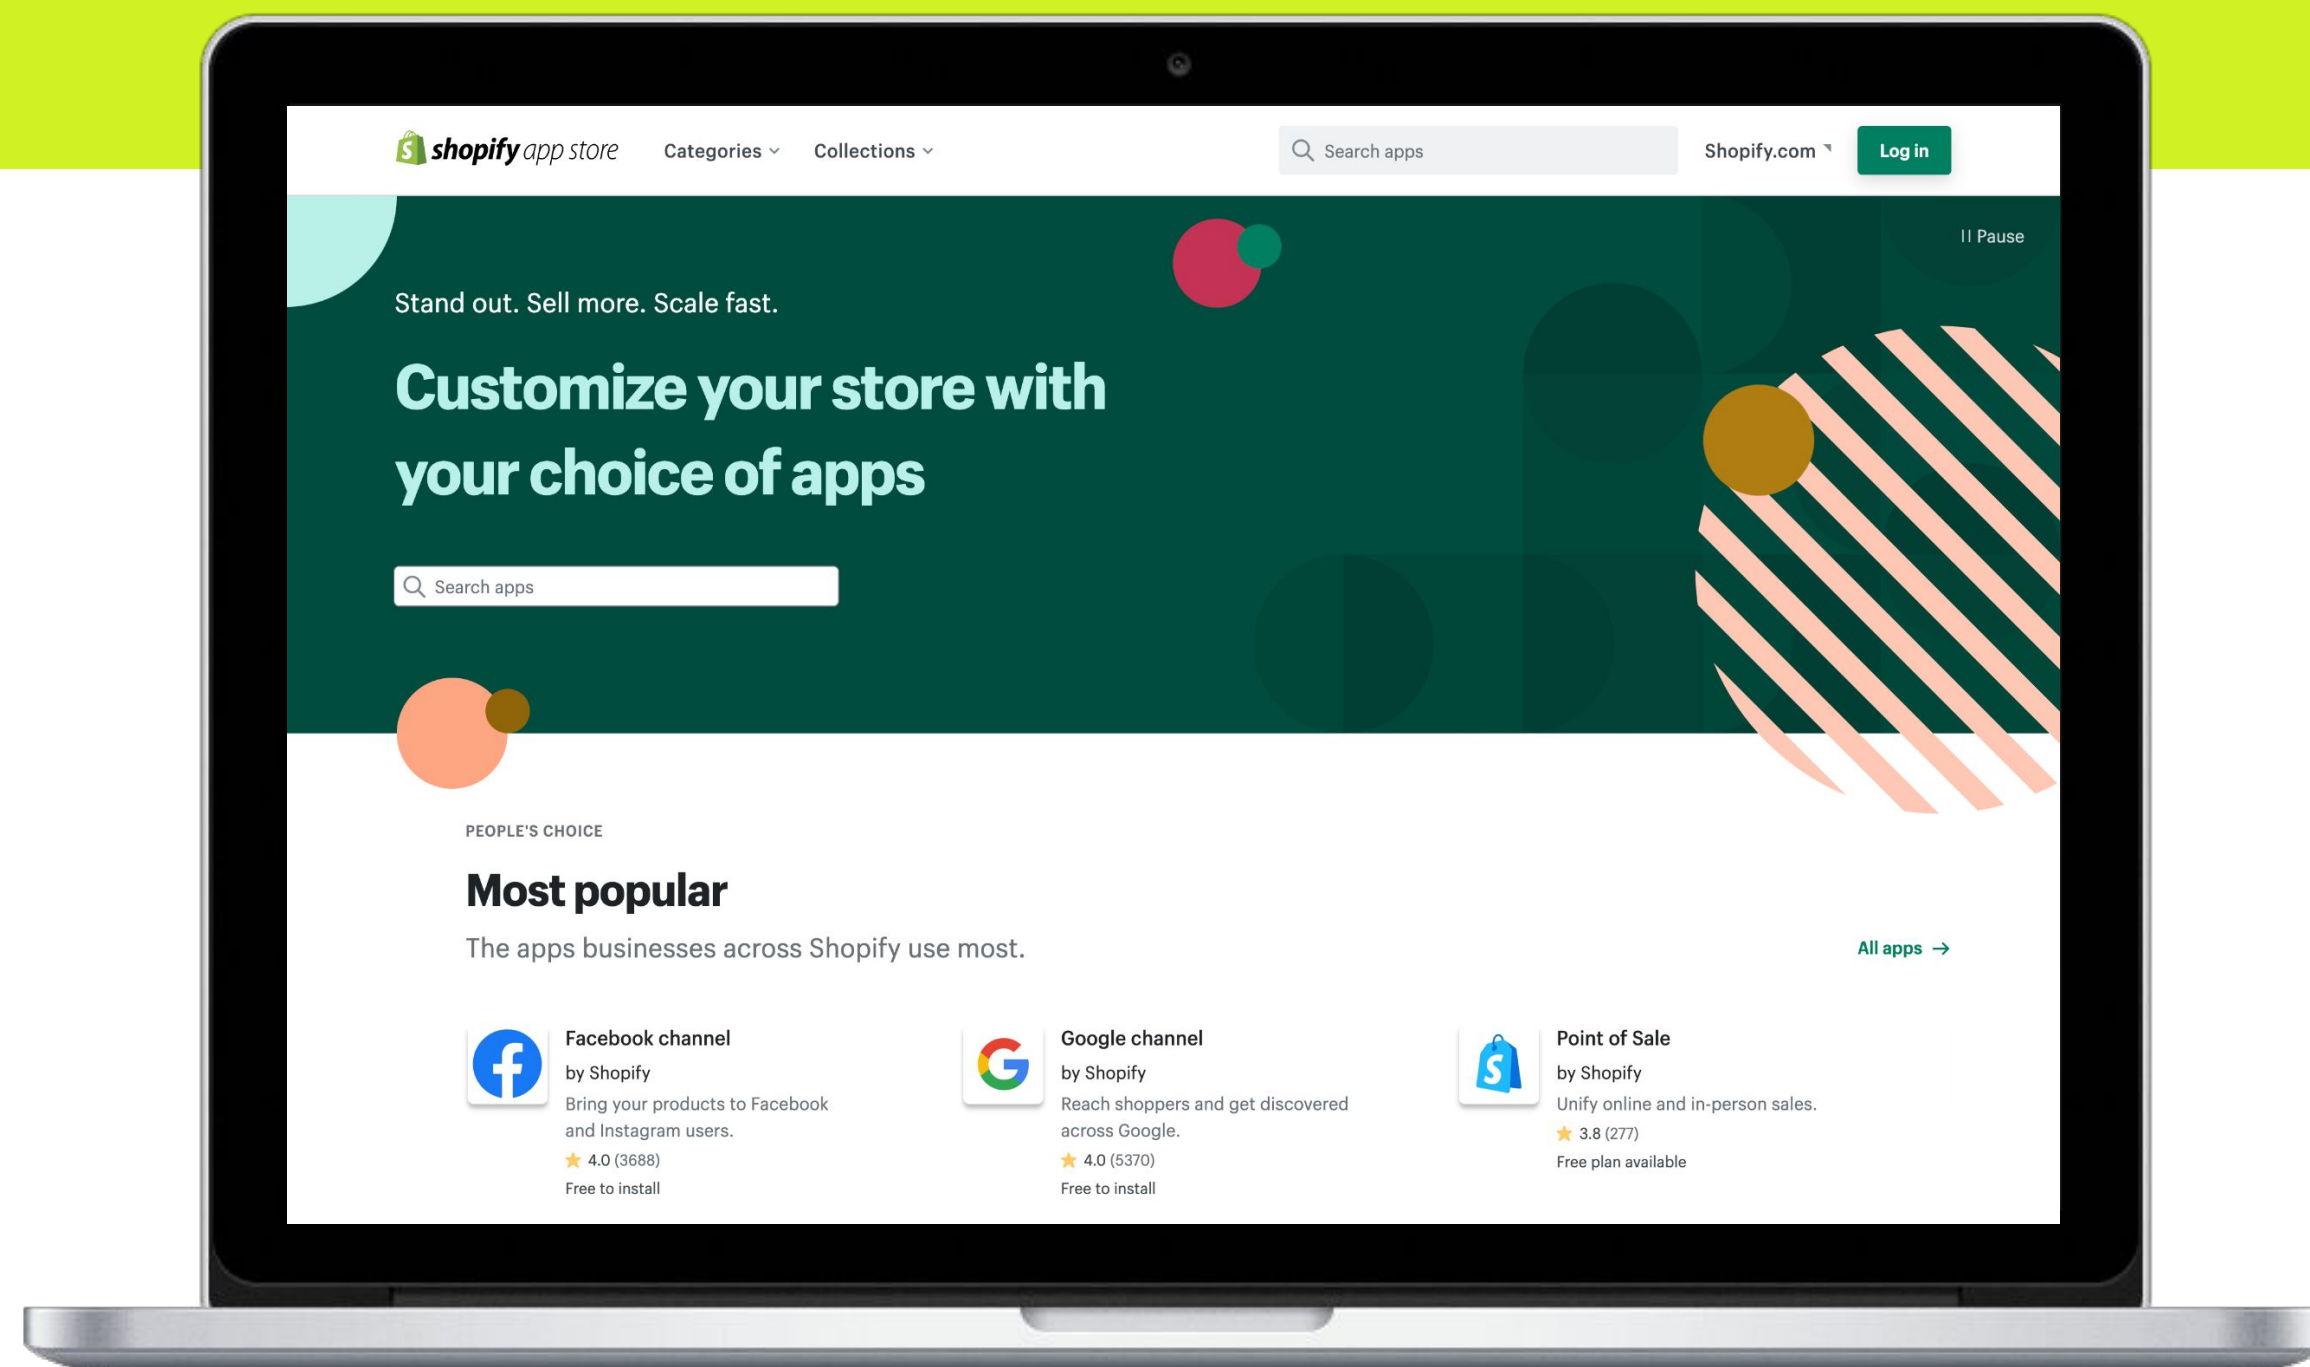 shopify app store Categories Collections Search apps Shopify.com Log in
II Pause
Stand out. Sell more. Scale fast.
Customize your store with
your choice of apps
Search apps
PEOPLE'S CHOICE
Most popular
The apps businesses across Shopify use most.
All apps →
Facebook channel
by Shopify
Bring your products to Facebook
and Instagram users.
4.0 (3688)
Free to install
Google channel
by Shopify
Reach shoppers and get discovered
across Google.
4.0 (5370)
Free to install
Point of Sale
by Shopify
Unify online and in-person sales.
3.8 (277)
Free plan available